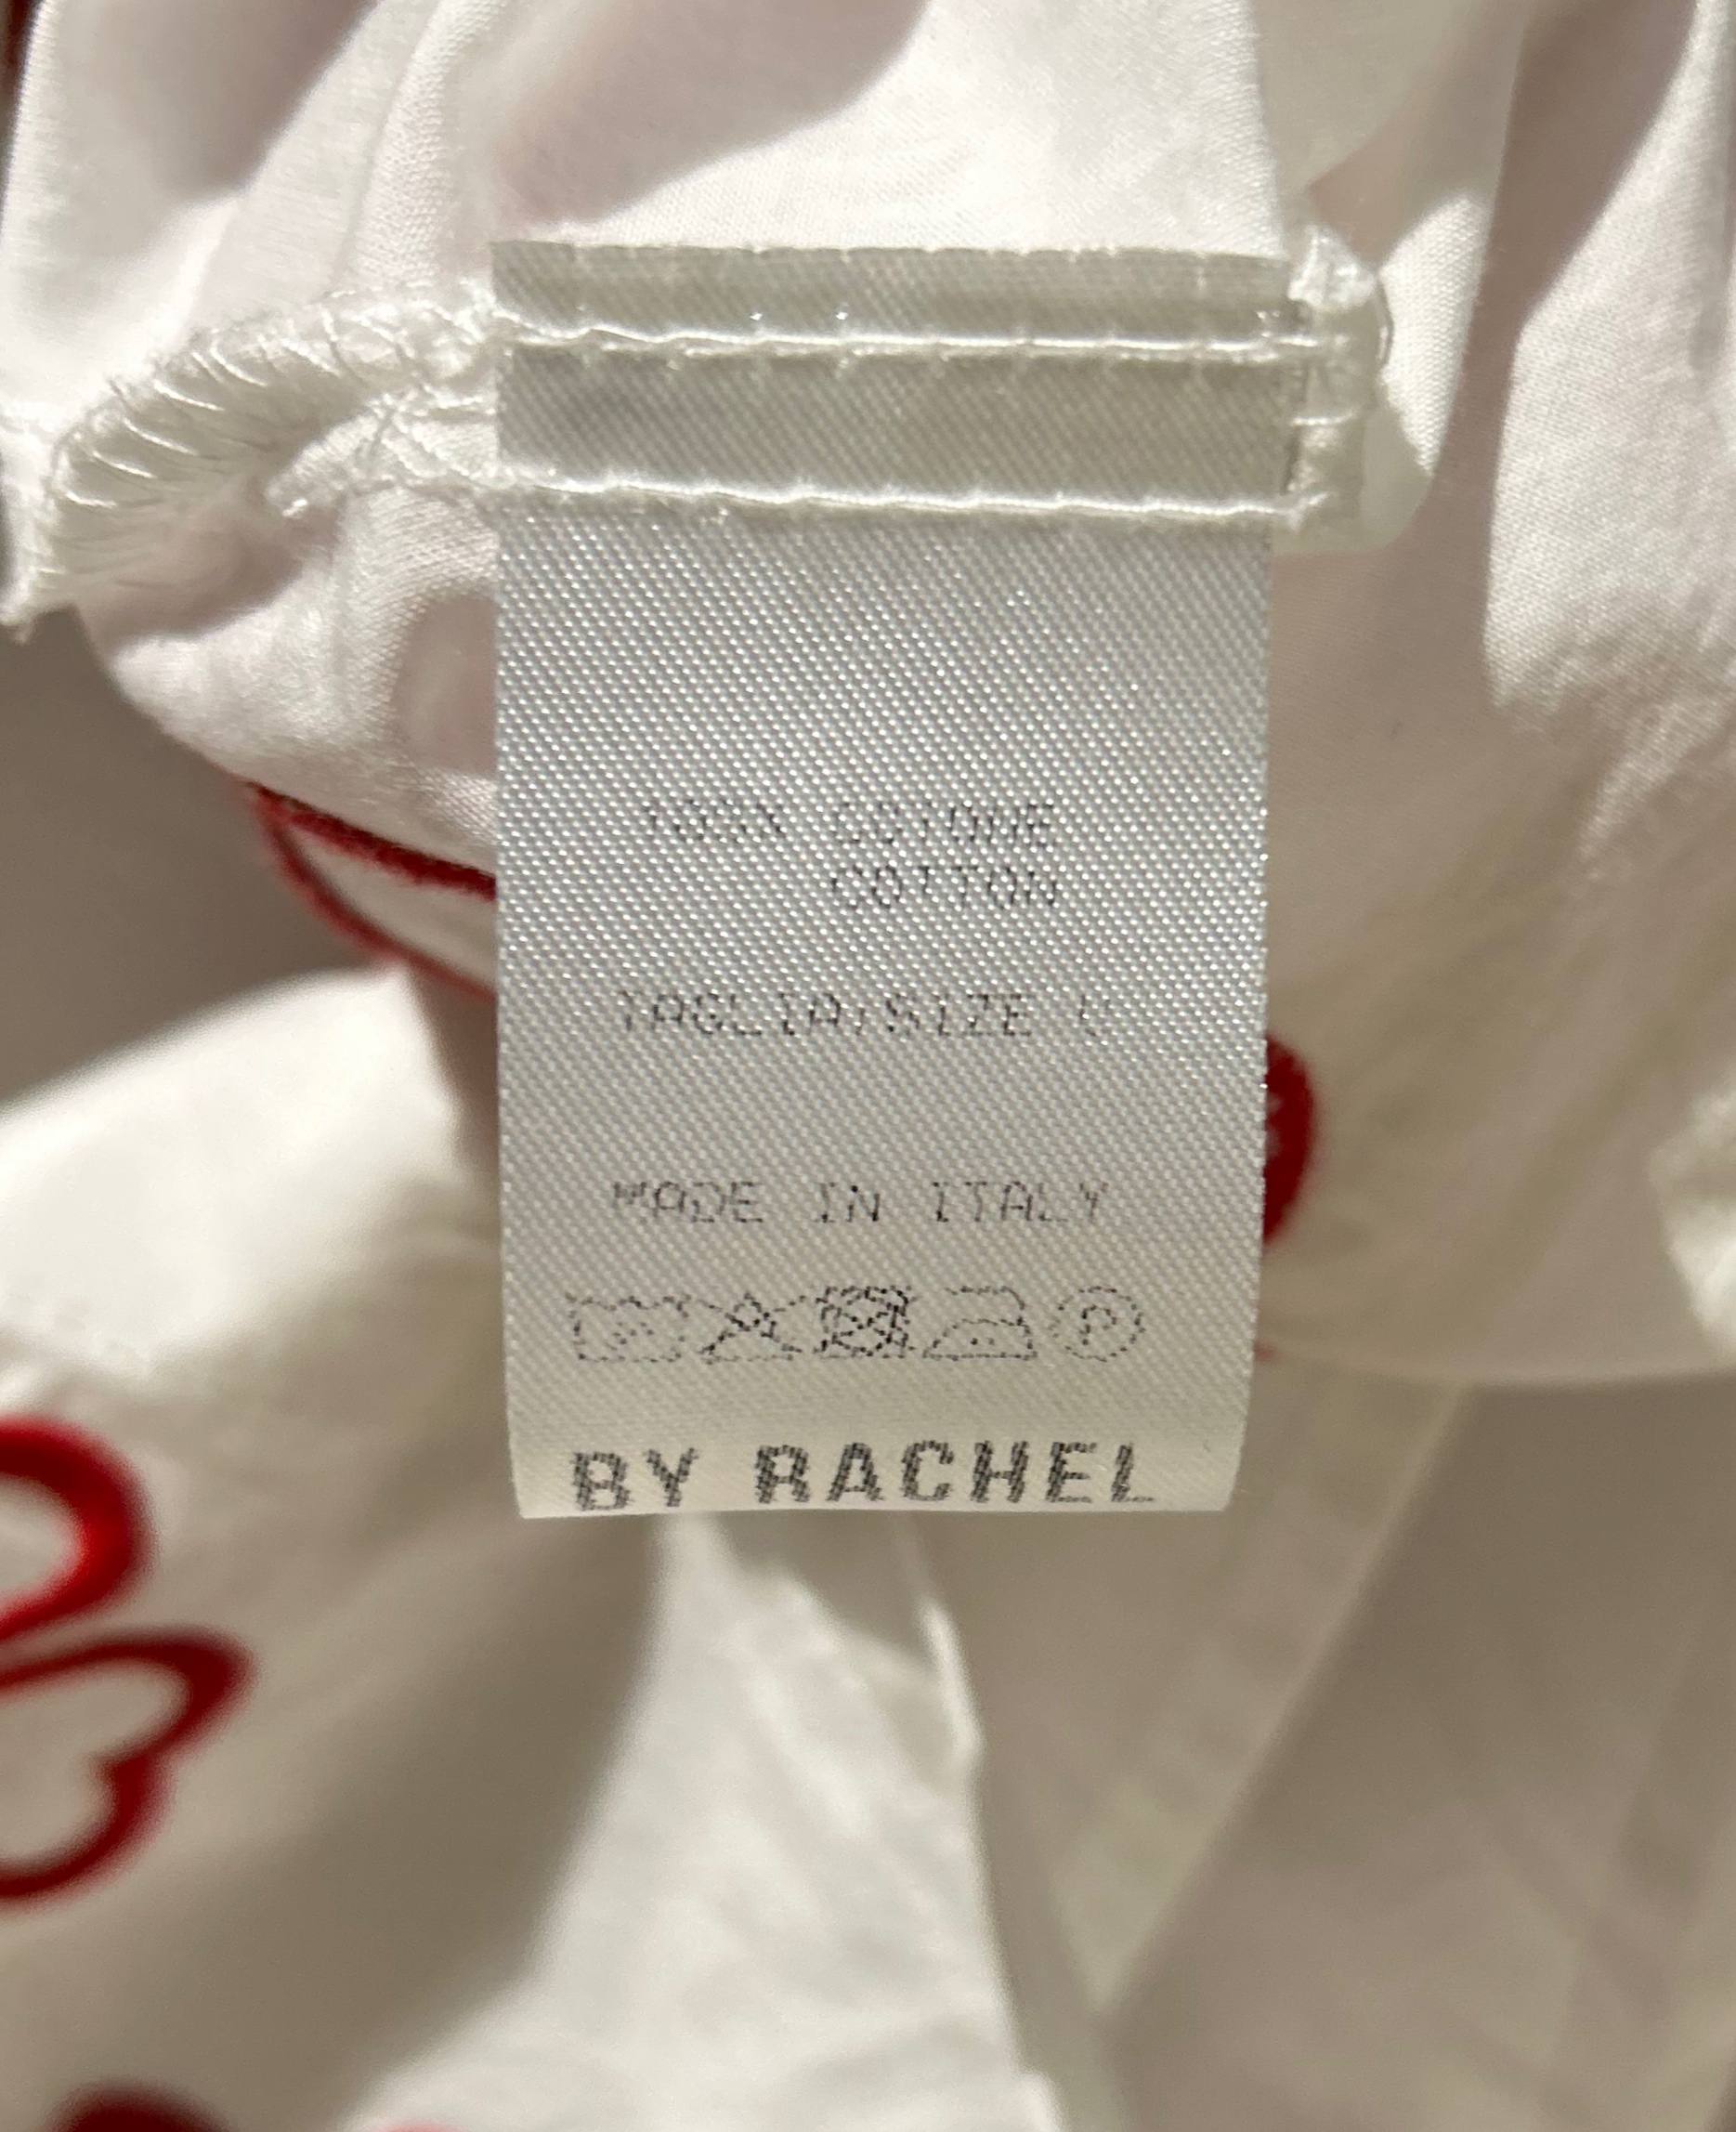 100% COTONE
COTTON
TAGLIA/SIZE U
MADE IN ITALY
P
BY RACHEL